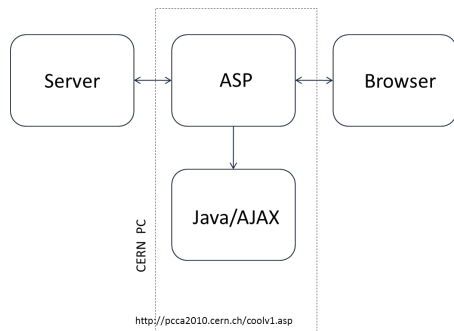 Server
ASP
Browser
Java/AJAX
CERN PC
http://pcca2010.cern.ch/coolv1.asp